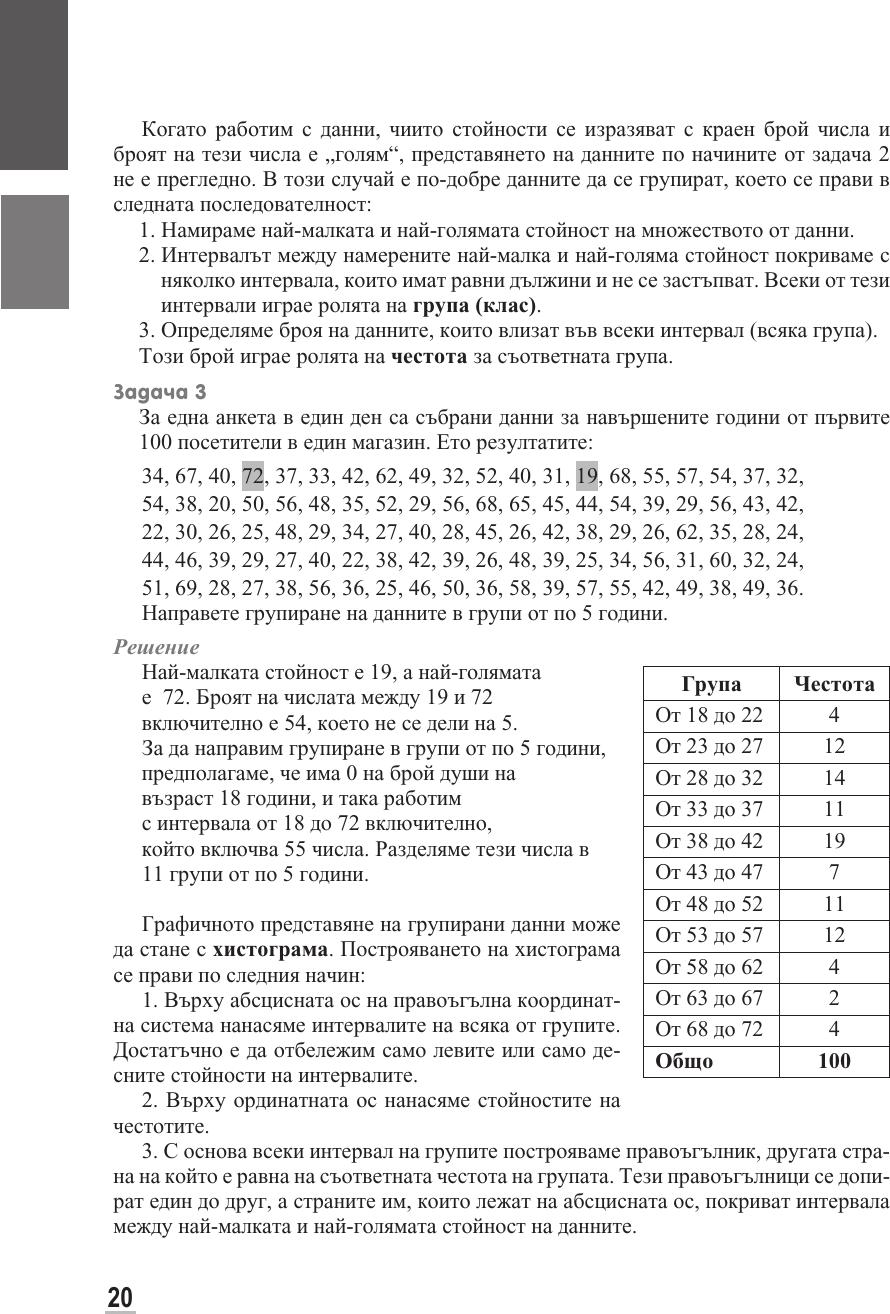 Когато работим с данни, чиито стойности се изразяват с краен брой числа и
броят на тези числа е „голям“, представянето на данните по начините от задача 2
не е прегледно. В този случай е по-добре данните да се групират, което се прави в
следната последователност:
1. Намираме най-малката и най-голямата стойност на множеството от данни.
2. Интервалът между намерените най-малка и най-голяма стойност покриваме с
няколко интервала, които имат равни дължини и не се застъпват. Всеки от тези
интервали играе ролята на група (клас).
3. Определяме броя на данните, които влизат във всеки интервал (всяка група).
Този брой играе ролята на честота за съответната група.
Задача 3
За една анкета в един ден са събрани данни за навършените години от първите
100 посетители в един магазин. Ето резултатите:
34, 67, 40, 72, 37, 33, 42, 62, 49, 32, 52, 40, 31, 19, 68, 55, 57, 54, 37, 32,
54, 38, 20, 50, 56, 48, 35, 52, 29, 56, 68, 65, 45, 44, 54, 39, 29, 56, 43, 42,
22, 30, 26, 25, 48, 29, 34, 27, 40, 28, 45, 26, 42, 38, 29, 26, 62, 35, 28, 24,
44, 46, 39, 29, 27, 40, 22, 38, 42, 39, 26, 48, 39, 25, 34, 56, 31, 60, 32, 24,
51, 69, 28, 27, 38, 56, 36, 25, 46, 50, 36, 58, 39, 57, 55, 42, 49, 38, 49, 36.
Направете групиране на данните в групи от по 5 години.
Решение
Най-малката стойност е 19, а най-голямата
е 72. Броят на числата между 19 и 72
включително е 54, което не се дели на 5.
За да направим групиране в групи от по 5 години,
предполагаме, че има 0 на брой души на
възраст 18 години, и така работим
с интервала от 18 до 72 включително,
който включва 55 числа. Разделяме тези числа в
11 групи от по 5 години.
Група Честота
От 18 до 22 4
От 23 до 27 12
От 28 до 32 14
От 33 до 37 11
От 38 до 42 19
От 43 до 47 7
От 48 до 52 11
От 53 до 57 12
От 58 до 62 4
От 63 до 67 2
От 68 до 72 4
Общо 100
Графичното представяне на групирани данни може
да стане с хистограма. Построяването на хистограма
се прави по следния начин:
1. Върху абсцисната ос на правоъгълна координат-
на система нанасяме интервалите на всяка от групите.
Достатъчно е да отбележим само левите или само де-
сните стойности на интервалите.
2. Върху ординатната ос нанасяме стойностите на
честотите.
3. С основа всеки интервал на групите построяваме правоъгълник, другата стра-
на на който е равна на съответната честота на групата. Тези правоъгълници се допи-
рат един до друг, а страните им, които лежат на абсцисната ос, покриват интервала
между най-малката и най-голямата стойност на данните.
20